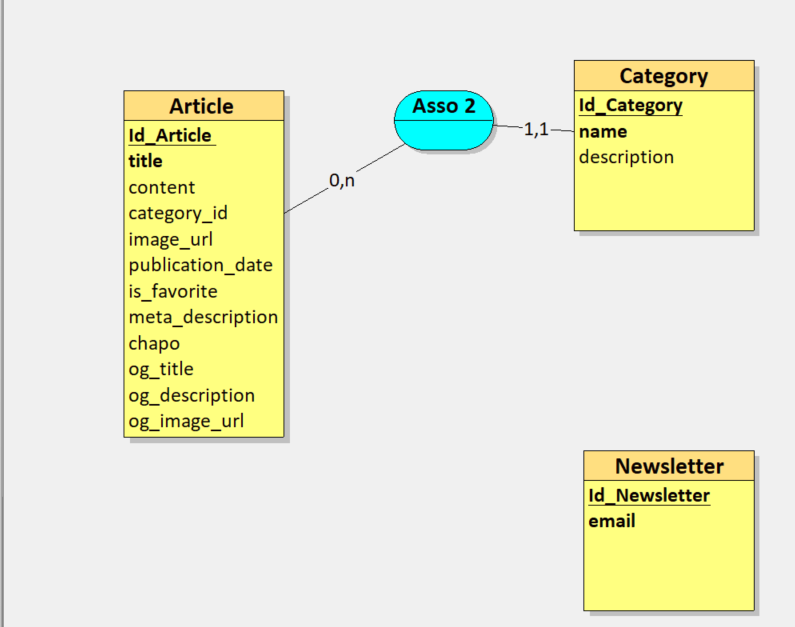 Article
Id_Article
title
content
category_id
image_url
publication_date
is_favorite
meta_description
chapo
og_title
og_description
og_image_url
0,n
Asso 2
1,1
Category
Id_Category
name
description
Newsletter
Id_Newsletter
email